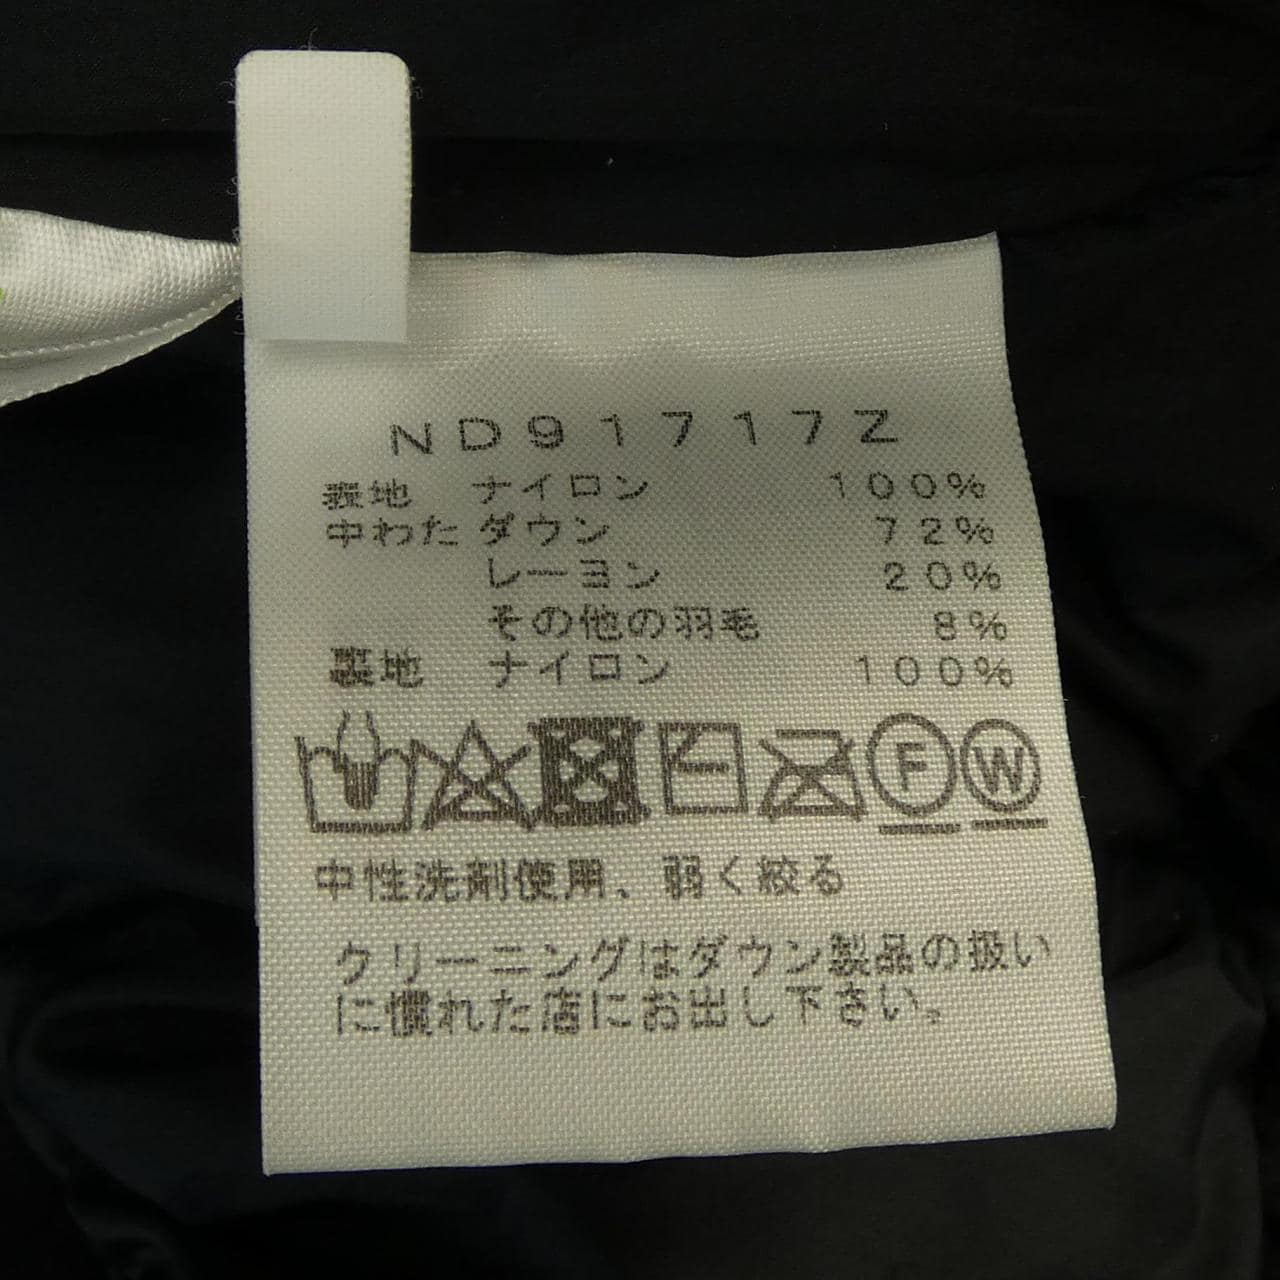 ND91717Z
表地 ナイロン 100%
中わた ダウン 72%
レーヨン 20%
その他の羽毛 8%
裏地 ナイロン 100%
F W
中性洗剤使用、弱く絞る
クリーニングはダウン製品の扱い
に慣れた店にお出し下さい。